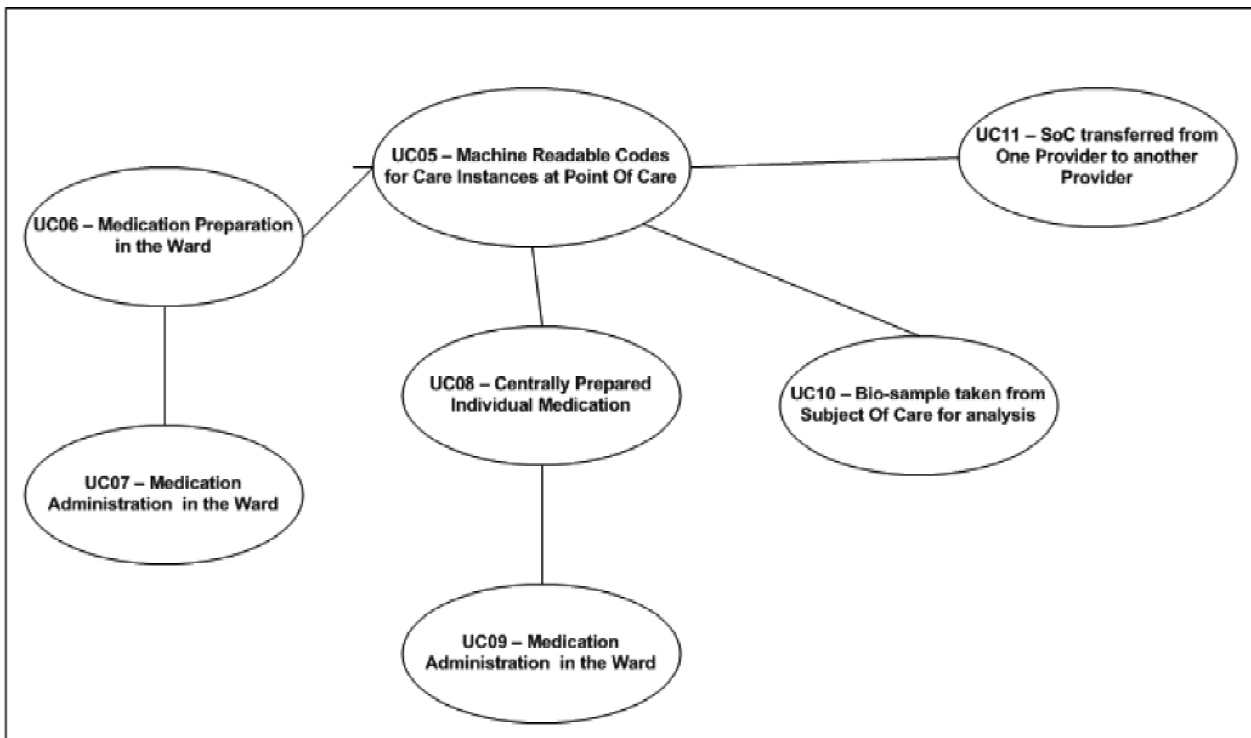 UC05 – Machine Readable Codes
for Care Instances at Point Of Care
UC11 – SoC transferred from
One Provider to another
Provider
UC06 – Medication Preparation
in the Ward
UC08 – Centrally Prepared
Individual Medication
UC10 – Bio-sample taken from
Subject Of Care for analysis
UC07 – Medication
Administration in the Ward
UC09 – Medication
Administration in the Ward